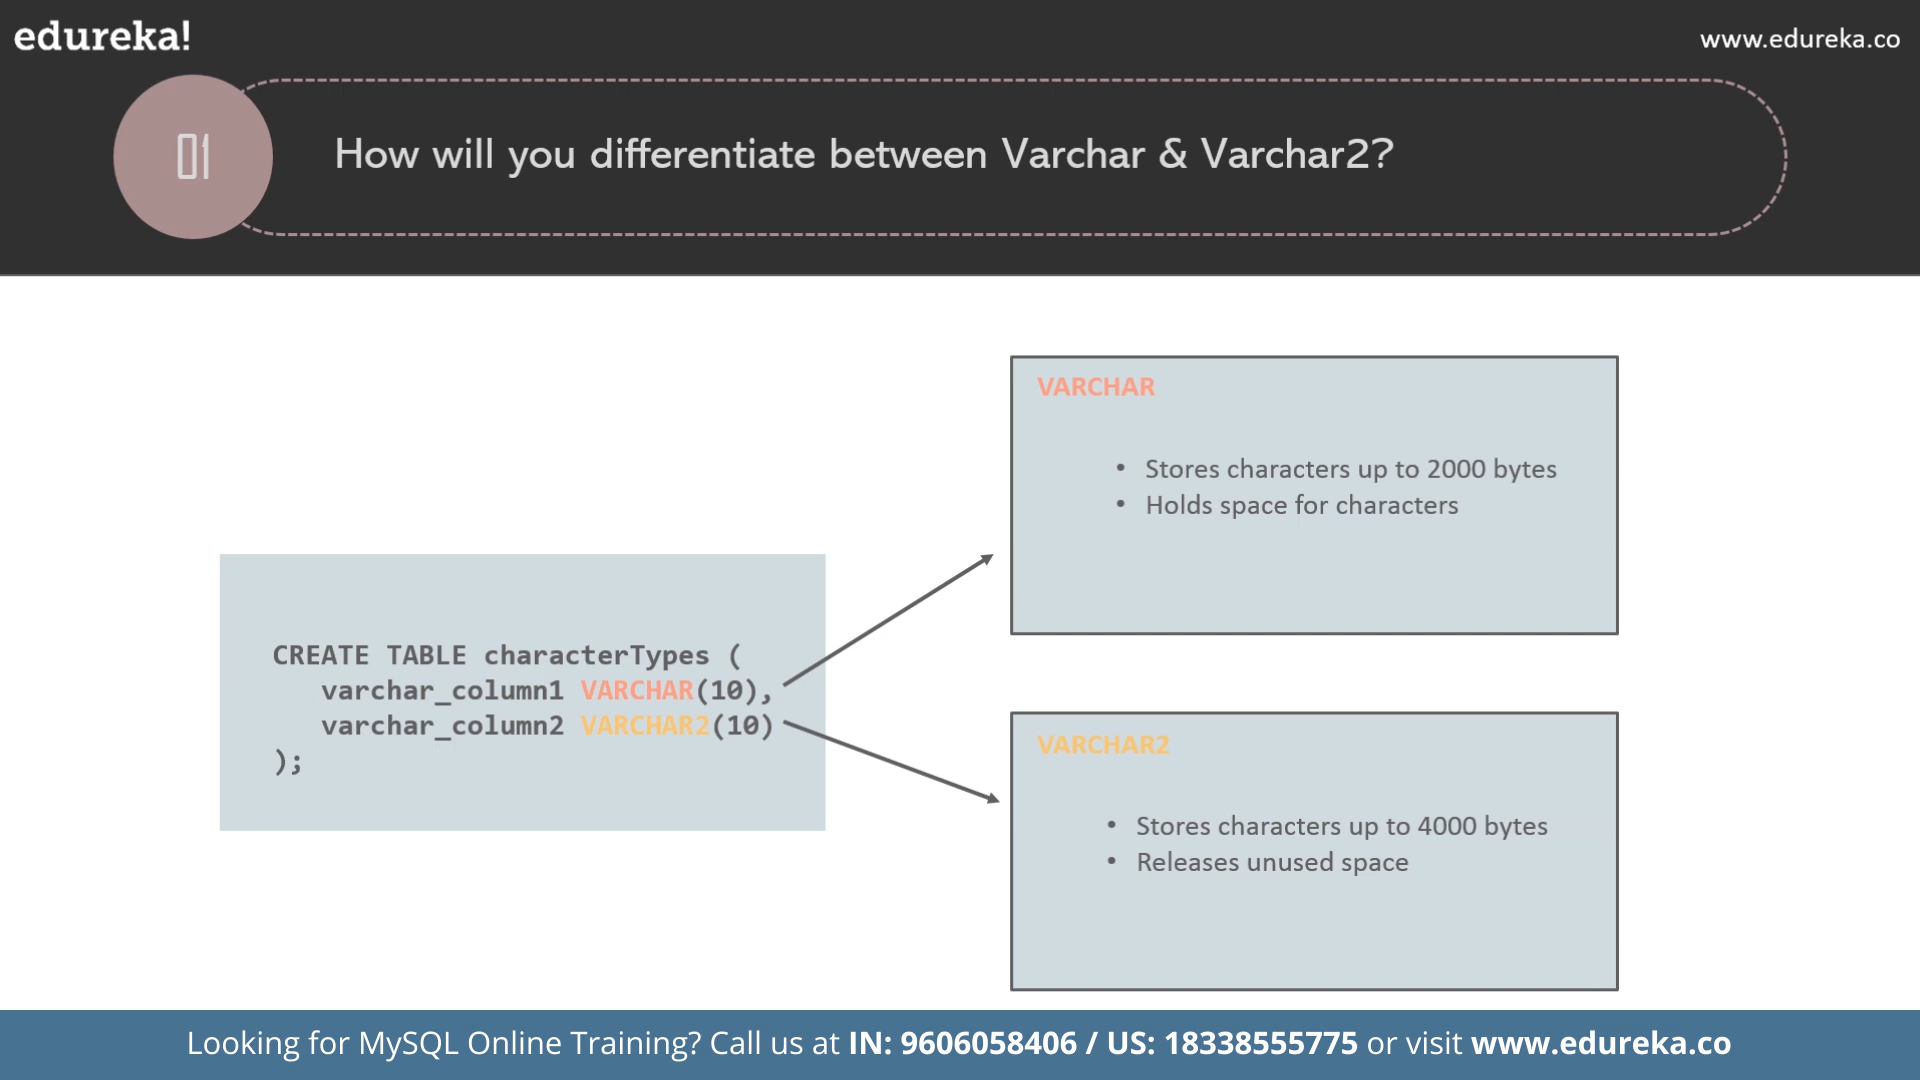 edureka!
www.edureka.co
01
How will you differentiate between Varchar & Varchar2?
VARCHAR
• Stores characters up to 2000 bytes
• Holds space for characters
CREATE TABLE characterTypes (
varchar_column1 VARCHAR(10),
varchar_column2 VARCHAR2(10)
);
VARCHAR2
• Stores characters up to 4000 bytes
• Releases unused space
Looking for MySQL Online Training? Call us at IN: 9606058406 / US: 18338555775 or visit www.edureka.co